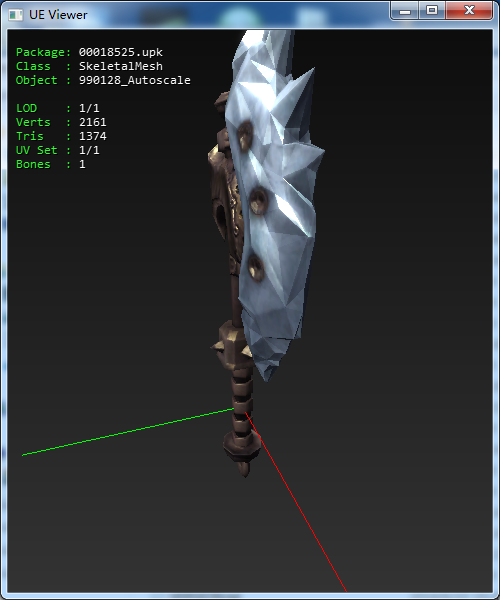 UE Viewer
Package: 00018525.upk
Class : SkeletalMesh
Object : 990128_Autoscale
LOD : 1/1
Verts : 2161
Tris : 1374
UV Set : 1/1
Bones : 1